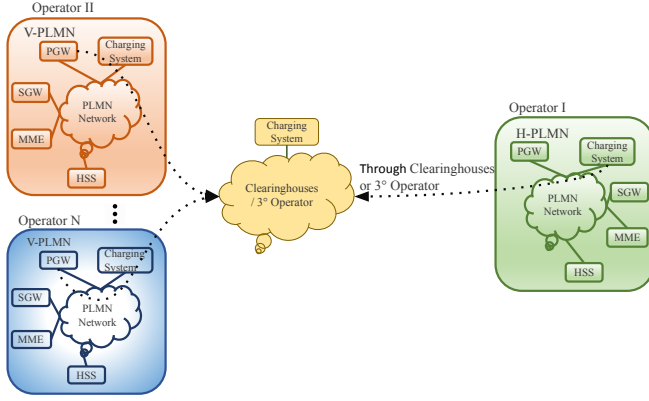 Operator II
V-PLMN
PGW
Charging
System
SGW
PLMN
Network
MME
HSS
Operator N
V-PLMN
PGW
Charging
System
SGW
PLMN
Network
MME
HSS
Charging
System
Clearinghouses
/ 3° Operator
Through Clearinghouses
or 3° Operator
Operator I
H-PLMN
PGW
Charging
System
SGW
PLMN
Network
MME
HSS